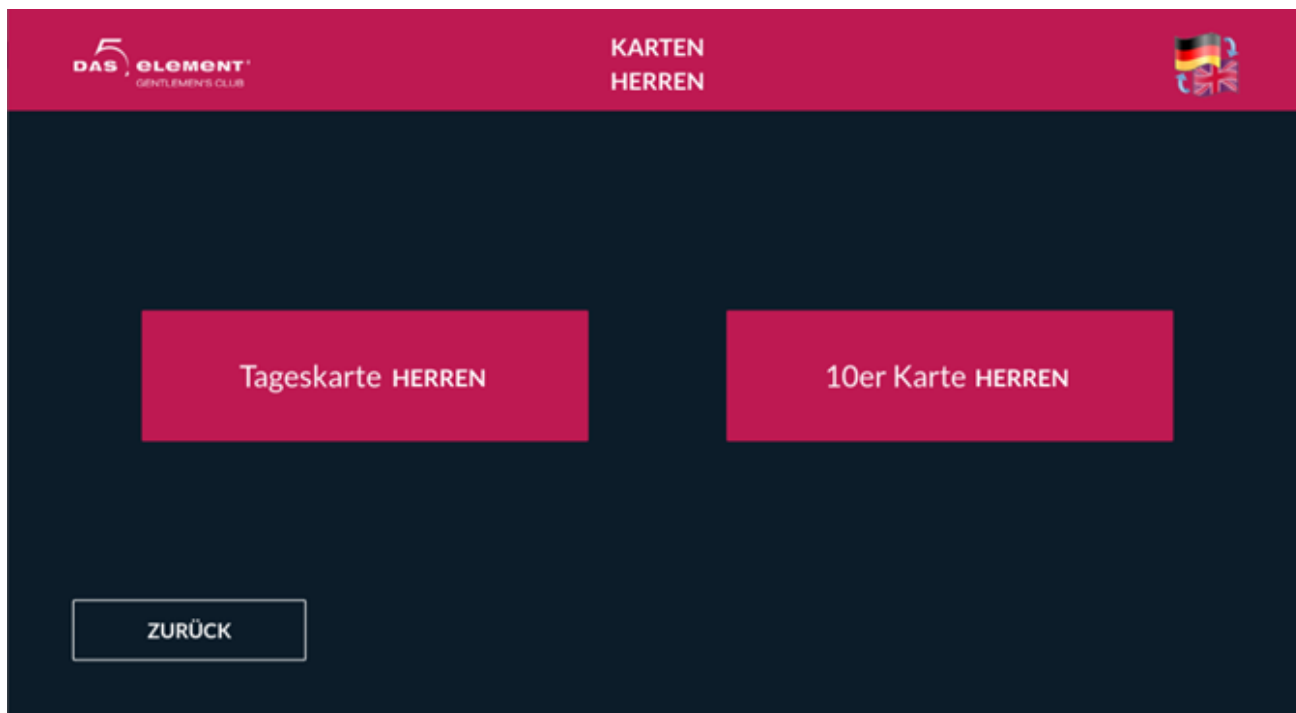 DAS 5 element
GENTLEMEN'S CLUB
KARTEN
HERREN
Tageskarte HERREN
10er Karte HERREN
ZURÜCK